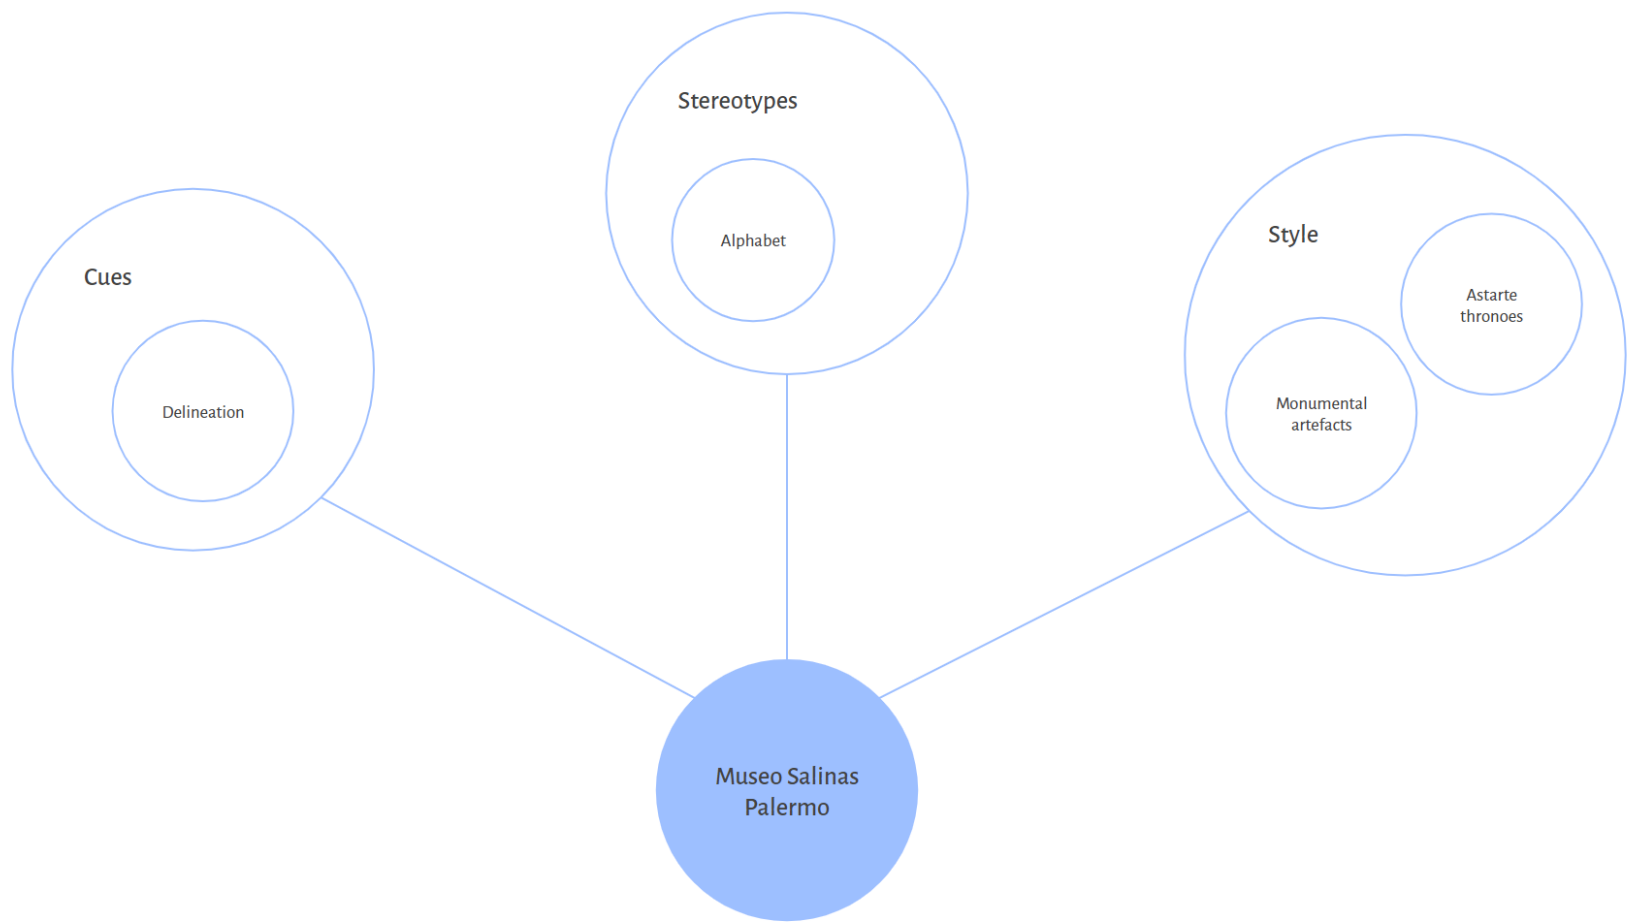 Stereotypes
Alphabet
Cues
Delineation
Style
Astarte
thronoes
Monumental
artefacts
Museo Salinas
Palermo